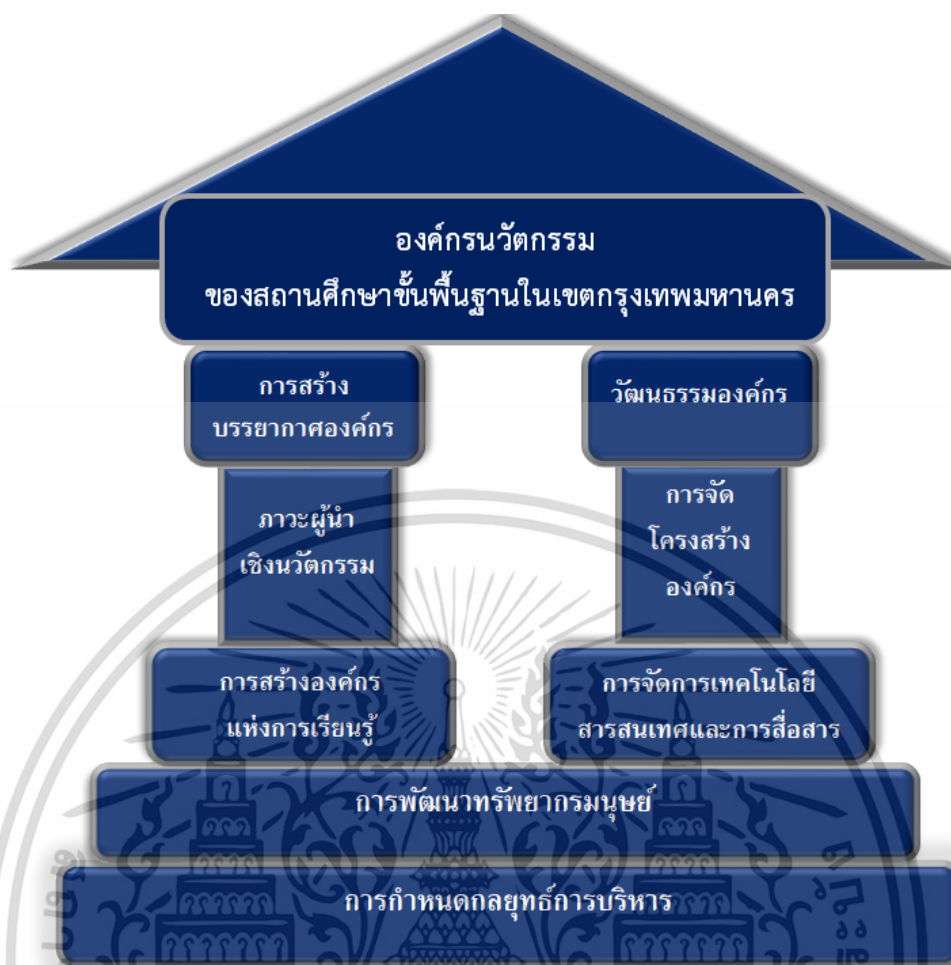 องค์กรนวัตกรรม
ของสถานศึกษาขั้นพื้นฐานในเขตกรุงเทพมหานคร
การสร้าง
บรรยากาศองค์กร
วัฒนธรรมองค์กร
ภาวะผู้นำ
เชิงนวัตกรรม
การจัด
โครงสร้าง
องค์กร
การสร้างองค์กร
แห่งการเรียนรู้
การจัดการเทคโนโลยี
สารสนเทศและการสื่อสาร
การพัฒนาทรัพยากรมนุษย์
การกำหนดกลยุทธ์การบริหาร